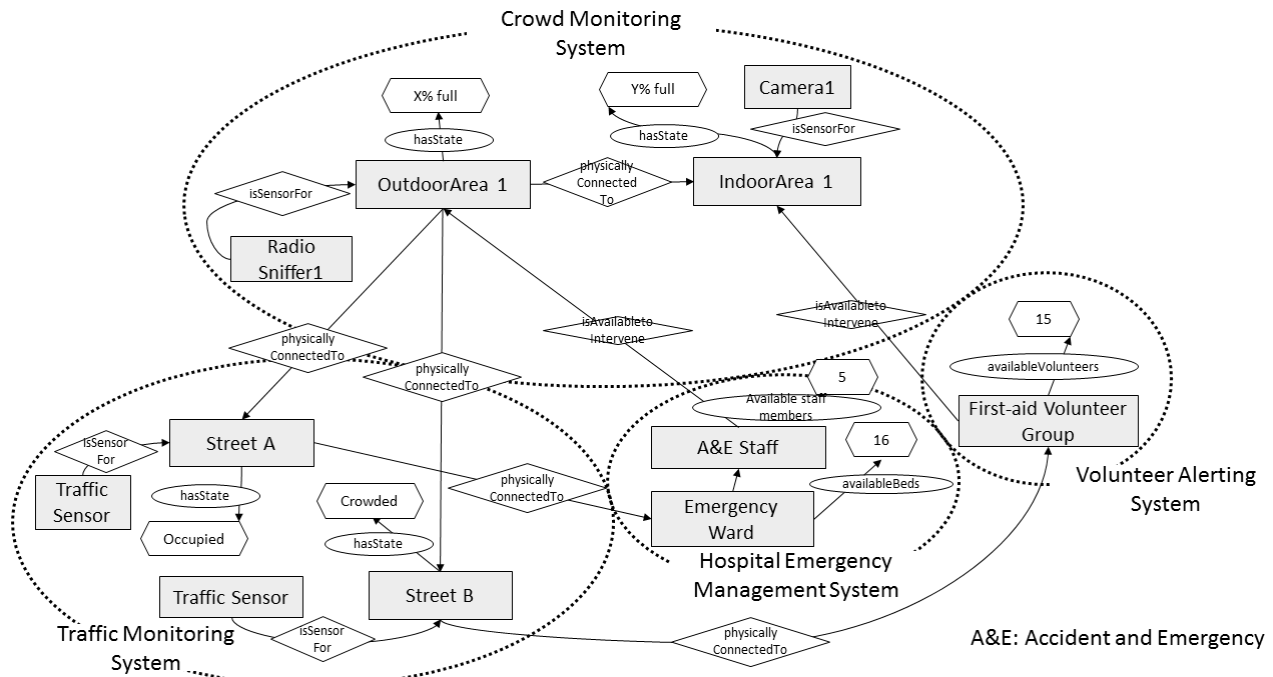 Crowd Monitoring
System
X% full
Y% full
Camera1
hasState
hasState
isSensorFor
physically
Connected
To
OutdoorArea 1
IndoorArea 1
isSensorFor
Radio
Sniffer1
isAvailableto
Intervene
isAvailableto
Intervene
15
physically
ConnectedTo
physically
ConnectedTo
availableVolunteers
5
Available staff
members
First-aid Volunteer
Group
Street A
isSensor
For
A&E Staff
16
Traffic
Sensor
hasState
physically
ConnectedTo
availableBeds
Volunteer Alerting
System
Crowded
Emergency
Ward
Occupied
hasState
Hospital Emergency
Management System
Traffic Sensor
Street B
Traffic Monitoring
System
isSensor
For
physically
ConnectedTo
A&E: Accident and Emergency